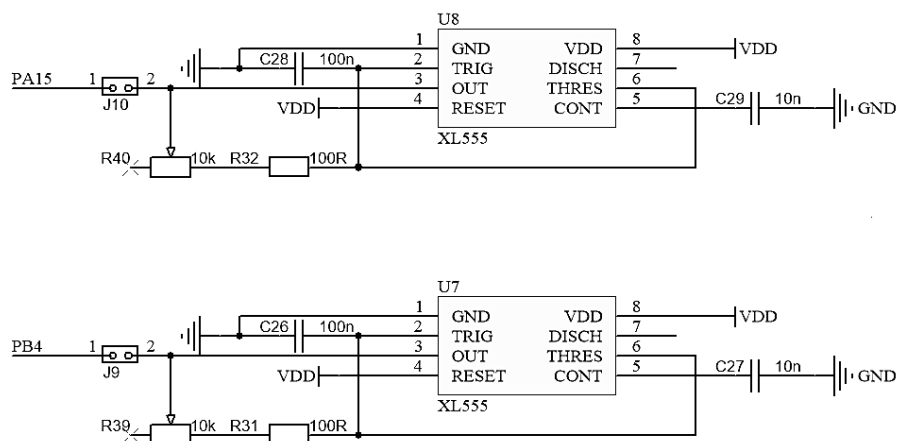 U8
1 GND VDD 8 VDD
C28 100n 2 TRIG DISCH 7
PA15 1 2 3 OUT THRES 6
J10 VDD 4 RESET CONT 5 C29 10n GND
XL555
R40 10k R32 100R
U7
1 GND VDD 8 VDD
C26 100n 2 TRIG DISCH 7
PB4 1 2 3 OUT THRES 6
J9 VDD 4 RESET CONT 5 C27 10n GND
XL555
R39 10k R31 100R